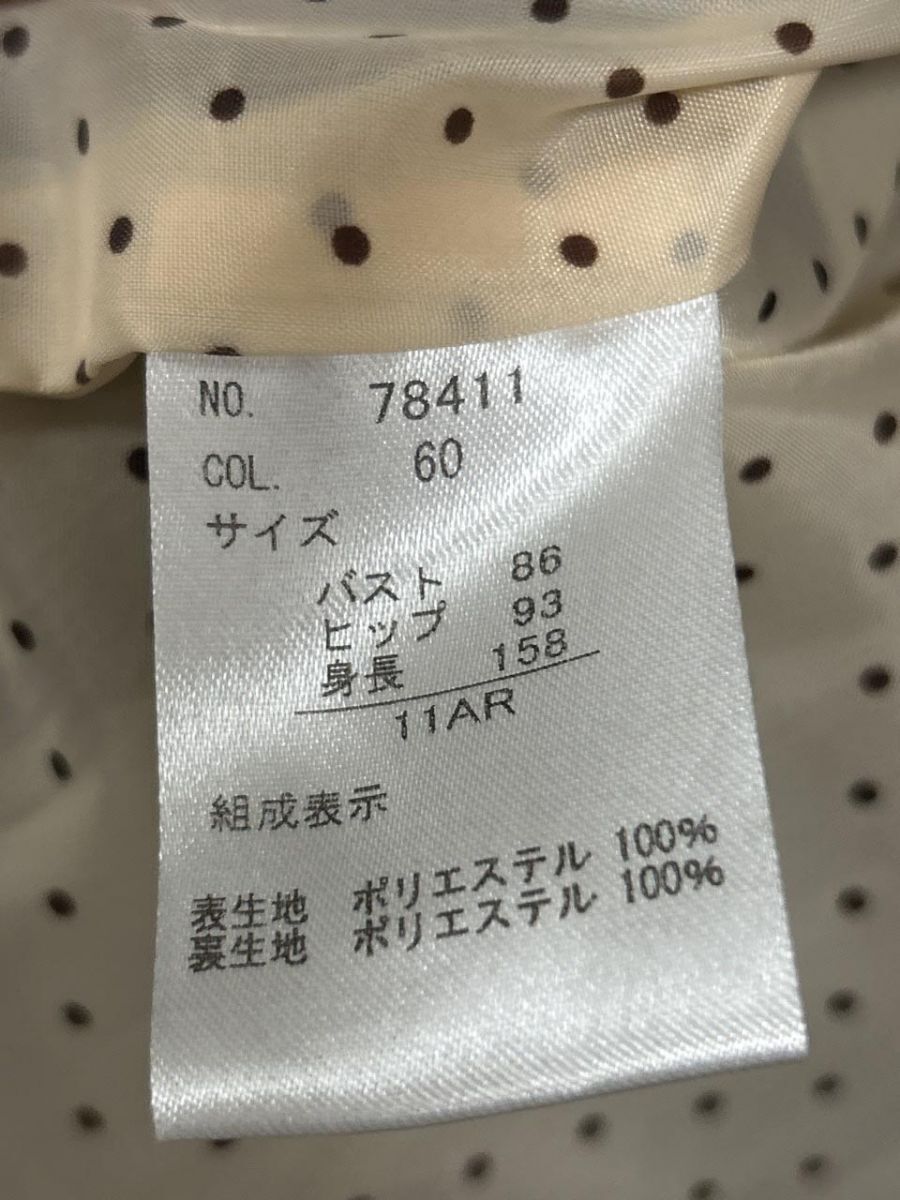 NO. 78411
COL. 60
サイズ
バスト 86
ヒップ 93
身長 158
11AR
組成表示
表生地 ポリエステル 100%
裏生地 ポリエステル 100%